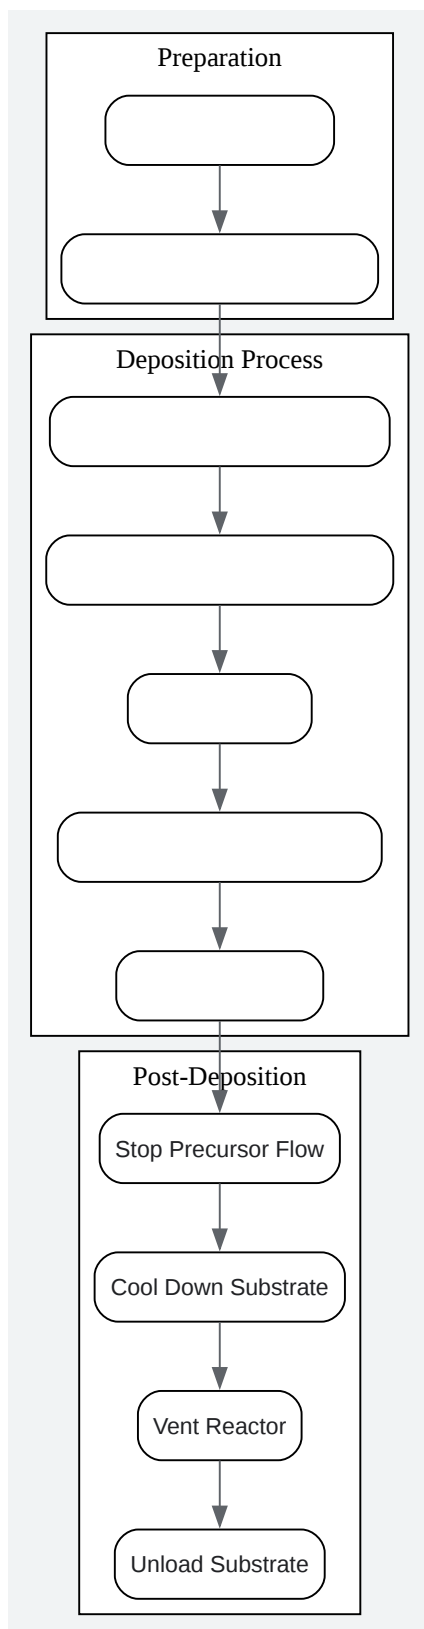 Preparation
Deposition Process
Post-Deposition
Stop Precursor Flow
Cool Down Substrate
Vent Reactor
Unload Substrate